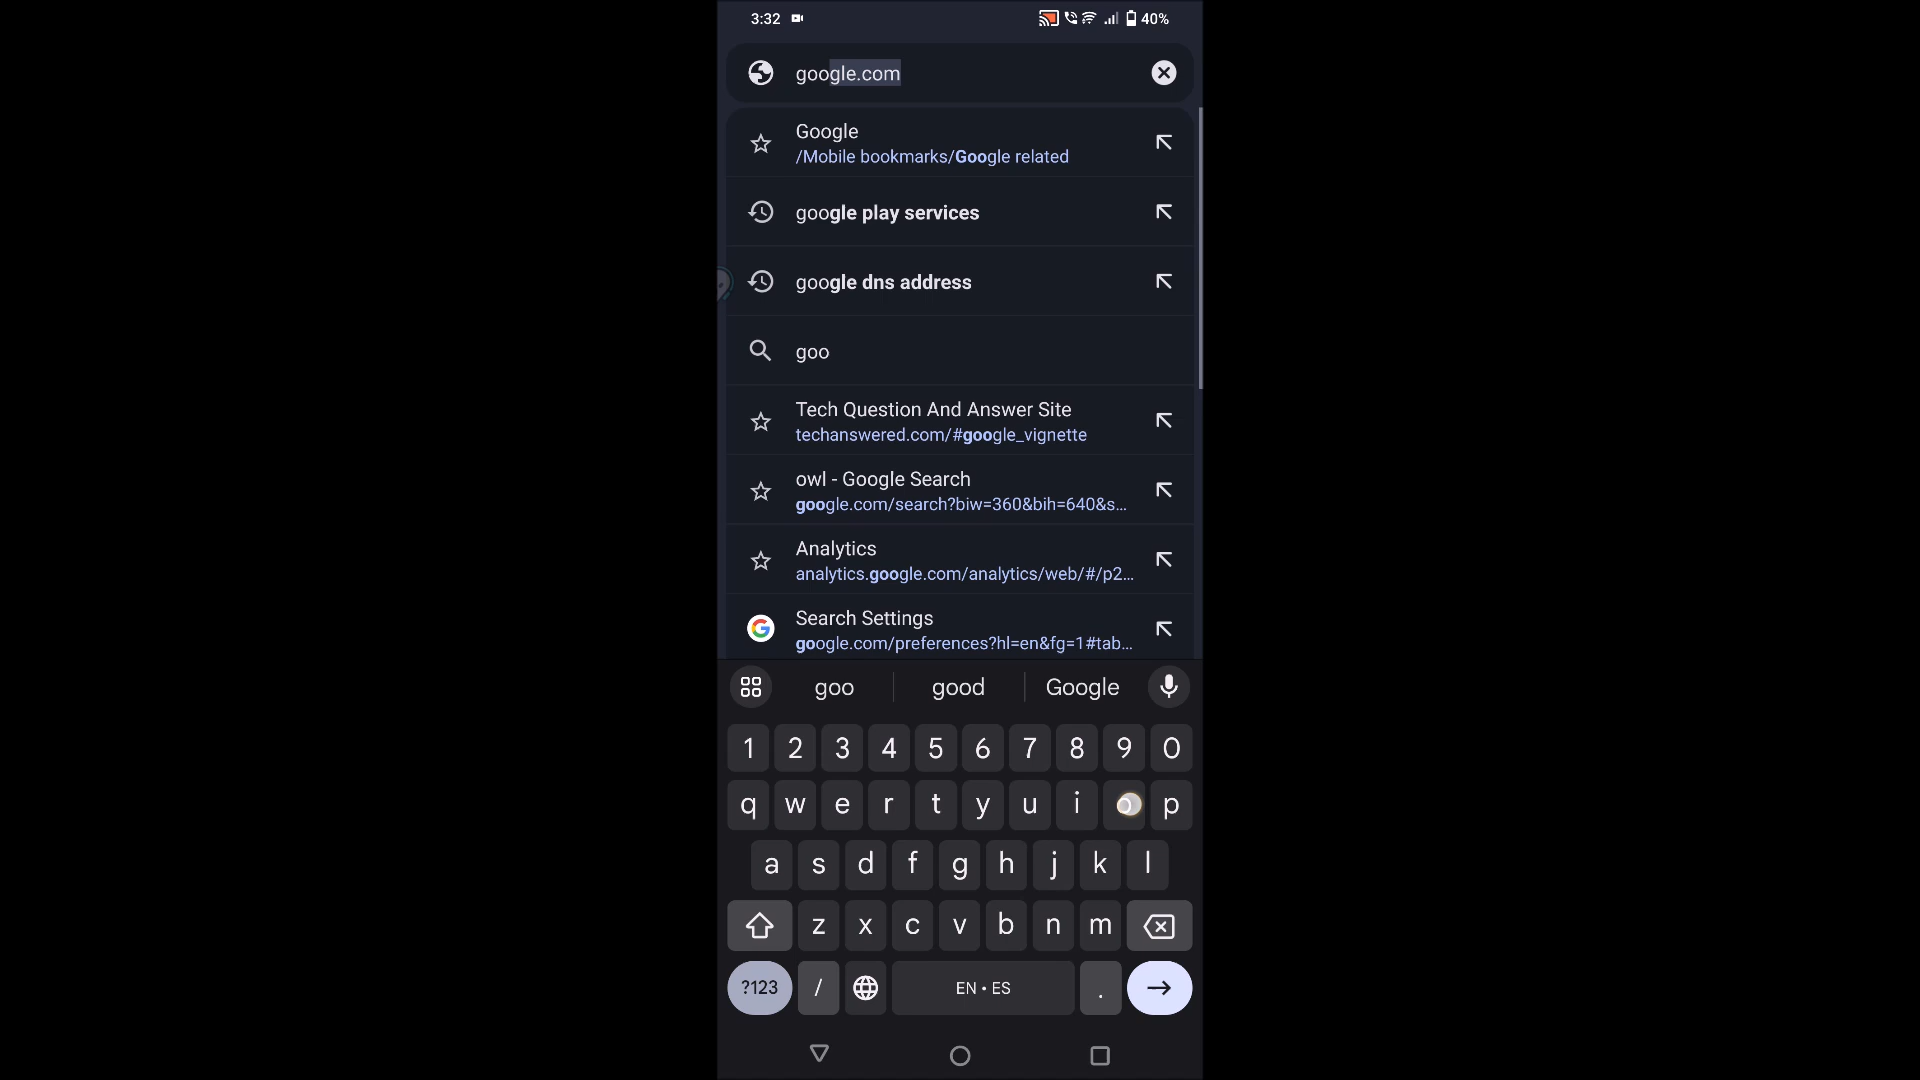 3:32
40%
google.com
Google
/Mobile bookmarks/Google related
google play services
google dns address
goo
Tech Question And Answer Site
techanswered.com/#google_vignette
owl - Google Search
google.com/search?biw=360&bih=640&s...
Analytics
analytics.google.com/analytics/web/#/p2...
Search Settings
google.com/preferences?hl=en&fg=1#tab...
goo good Google
1 2 3 4 5 6 7 8 9 0
q w e r t y u i o p
a s d f g h j k l
z x c v b n m
?123 / EN • ES .